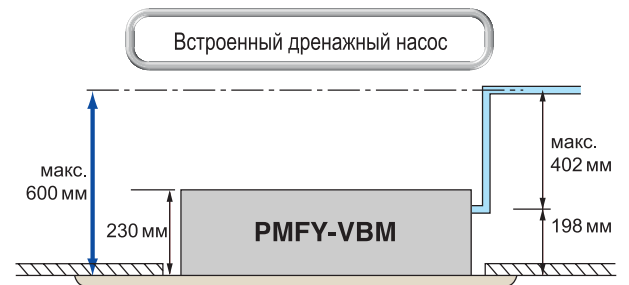 Встроенный дренажный насос
макс.
600 мм
230 мм
PMFY-VBM
макс.
402 мм
198 мм